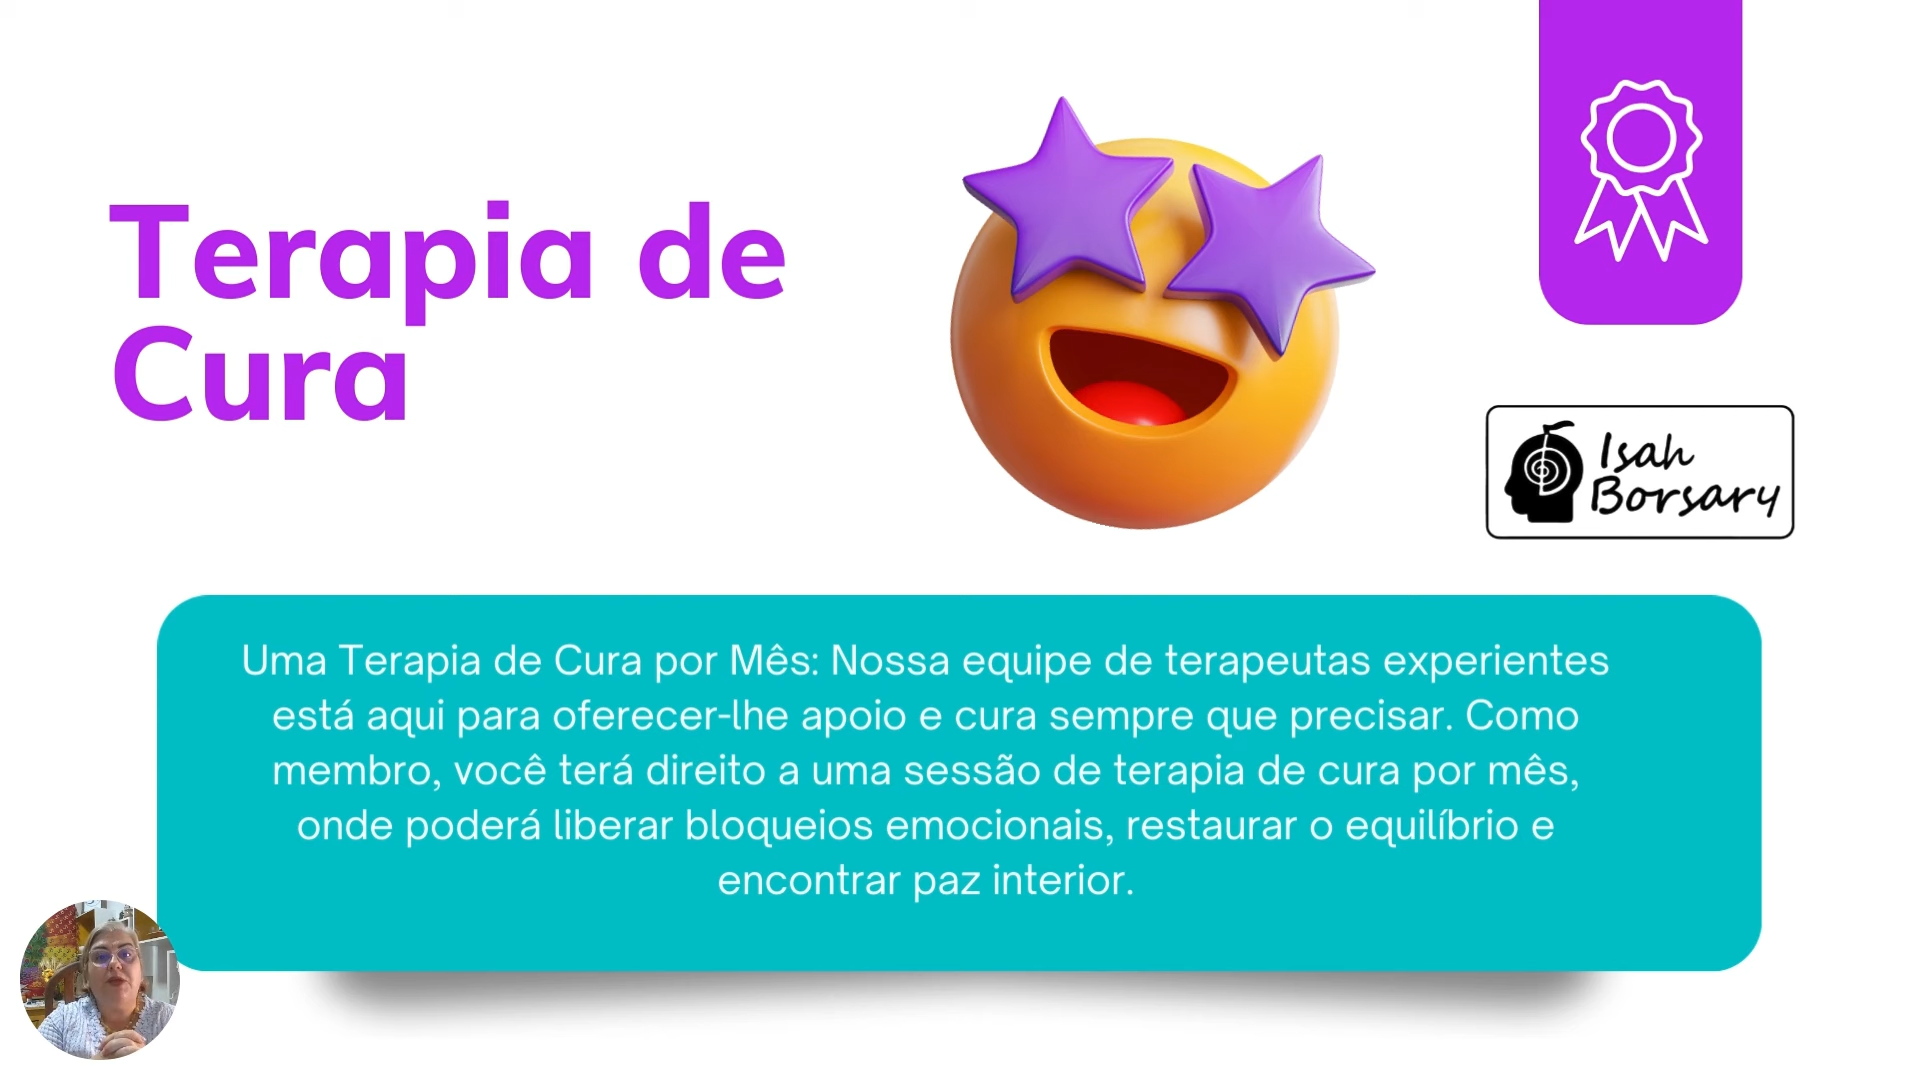 Terapia de
Cura
Isah
Borsary
Uma Terapia de Cura por Mês: Nossa equipe de terapeutas experientes
está aqui para oferecer-lhe apoio e cura sempre que precisar. Como
membro, você terá direito a uma sessão de terapia de cura por mês,
onde poderá liberar bloqueios emocionais, restaurar o equilíbrio e
encontrar paz interior.